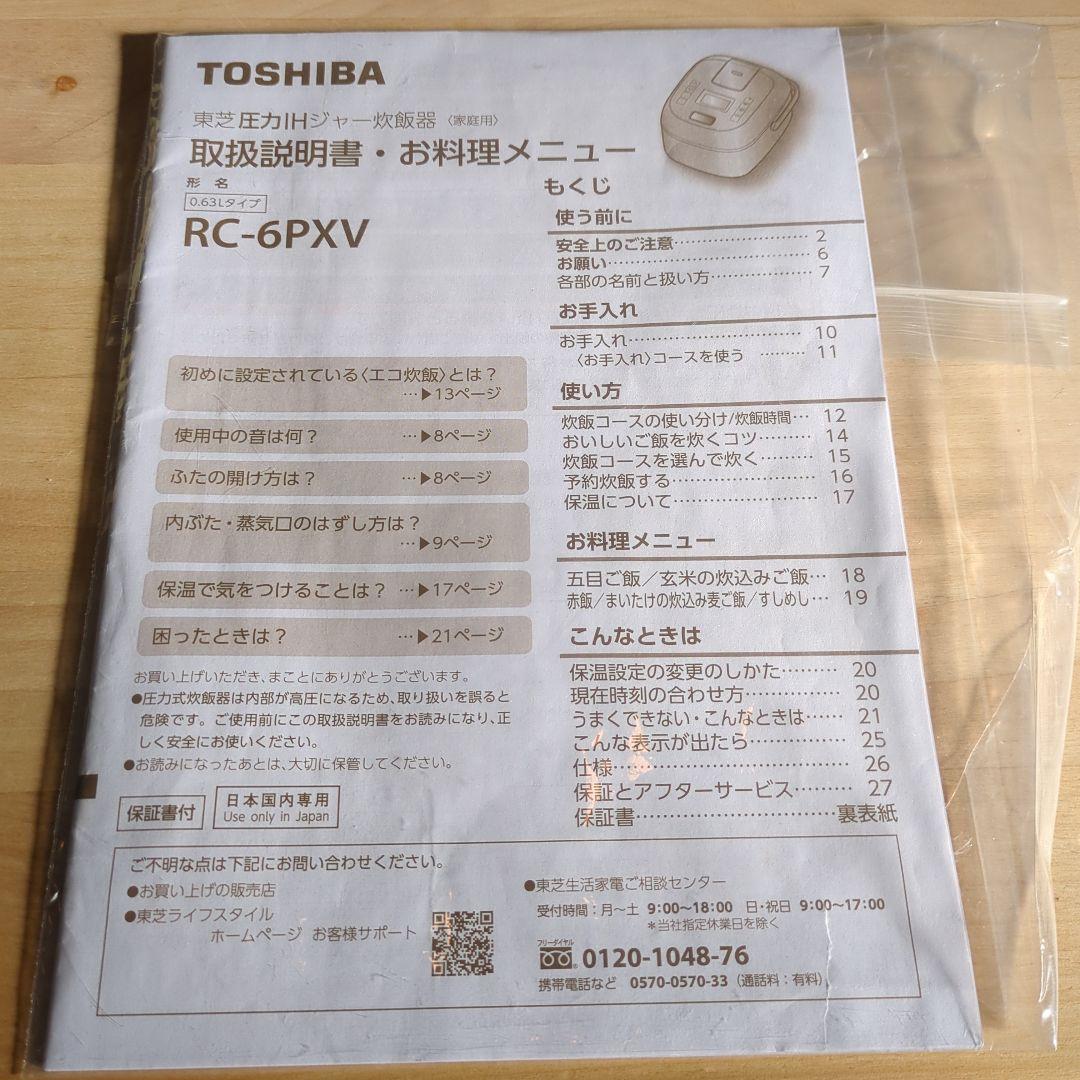 TOSHIBA
東芝圧力IHジャー炊飯器〈家庭用〉
取扱説明書・お料理メニュー
形 名
0.63Lタイプ
RC-6PXV
初めに設定されている〈エコ炊飯〉とは?
…▶13ページ
使用中の音は何? …▶8ページ
ふたの開け方は? …▶8ページ
内ぶた・蒸気口のはずし方は?
…▶9ページ
保温で気をつけることは? …▶17ページ
困ったときは? …▶21ページ
お買い上げいただき、まことにありがとうございます。
●圧力式炊飯器は内部が高圧になるため、取り扱いを誤ると
危険です。ご使用前にこの取扱説明書をお読みになり、正
しく安全にお使いください。
●お読みになったあとは、大切に保管してください。
保証書付
日本国内専用
Use only in Japan
もくじ
使う前に
安全上のご注意…………………… 2
お願い…………………………… 6
各部の名前と扱い方……………… 7
お手入れ
お手入れ………………………… 10
〈お手入れ〉コースを使う ……… 11
使い方
炊飯コースの使い分け/炊飯時間… 12
おいしいご飯を炊くコツ……… 14
炊飯コースを選んで炊く……… 15
予約炊飯する…………………… 16
保温について…………………… 17
お料理メニュー
五目ご飯/玄米の炊込みご飯… 18
赤飯/まいたけの炊込み麦ご飯/すしめし… 19
こんなときは
保温設定の変更のしかた……… 20
現在時刻の合わせ方…………… 20
うまくできない・こんなときは…… 21
こんな表示が出たら…………… 25
仕様……………………………… 26
保証とアフターサービス……… 27
保証書…………………………裏表紙
ご不明な点は下記にお問い合わせください。
●お買い上げの販売店
●東芝ライフスタイル
ホームページ お客様サポート
●東芝生活家電ご相談センター
受付時間:月〜土 9:00〜18:00 日・祝日 9:00〜17:00
*当社指定休業日を除く
フリーダイヤル
0120-1048-76
携帯電話など 0570-0570-33 (通話料:有料)